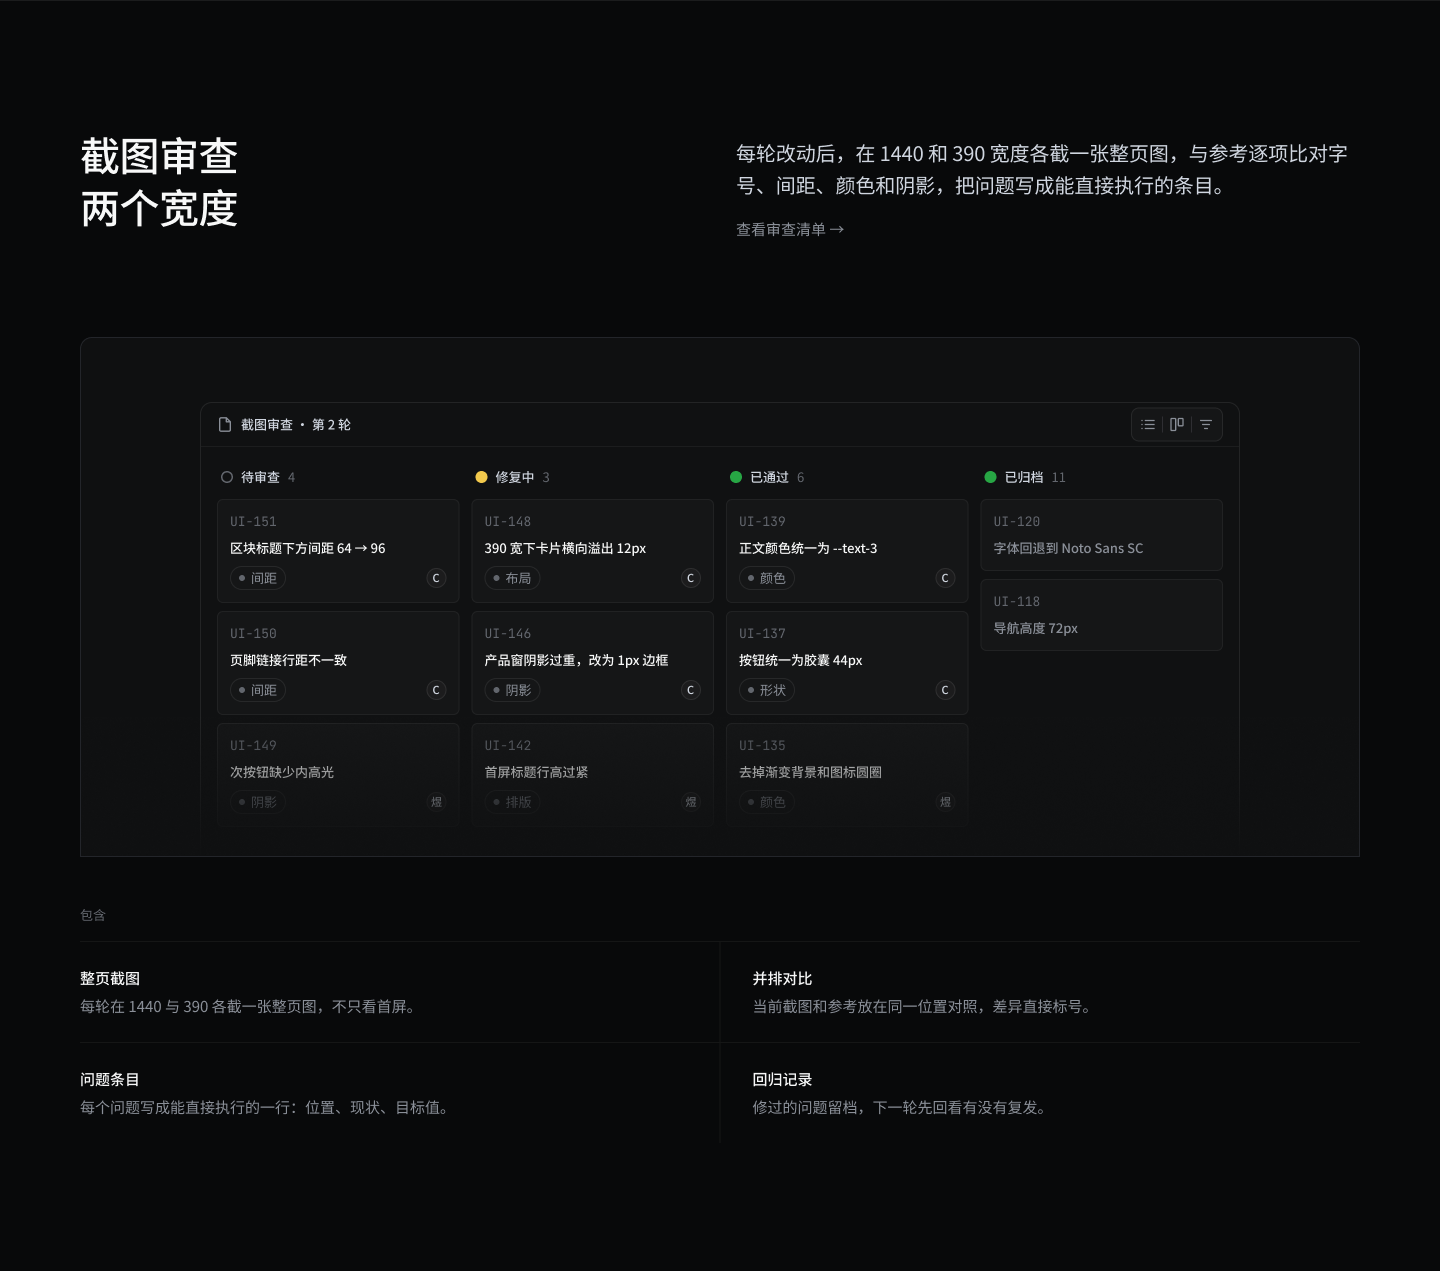 截图审查
两个宽度
每轮改动后，在 1440 和 390 宽度各截一张整页图，与参考逐项比对字
号、间距、颜色和阴影，把问题写成能直接执行的条目。
查看审查清单 →
截图审查 · 第 2 轮
待审查 4
UI-151
区块标题下方间距 64 → 96
间距 C
UI-150
页脚链接行距不一致
间距 C
UI-149
次按钮缺少内高光
阴影 煜
修复中 3
UI-148
390 宽下卡片横向溢出 12px
布局 C
UI-146
产品窗阴影过重，改为 1px 边框
阴影 C
UI-142
首屏标题行高过紧
排版 煜
已通过 6
UI-139
正文颜色统一为 --text-3
颜色 C
UI-137
按钮统一为胶囊 44px
形状 C
UI-135
去掉渐变背景和图标圆圈
颜色 煜
已归档 11
UI-120
字体回退到 Noto Sans SC
UI-118
导航高度 72px
包含
整页截图
每轮在 1440 与 390 各截一张整页图，不只看首屏。
并排对比
当前截图和参考放在同一位置对照，差异直接标号。
问题条目
每个问题写成能直接执行的一行：位置、现状、目标值。
回归记录
修过的问题留档，下一轮先回看有没有复发。